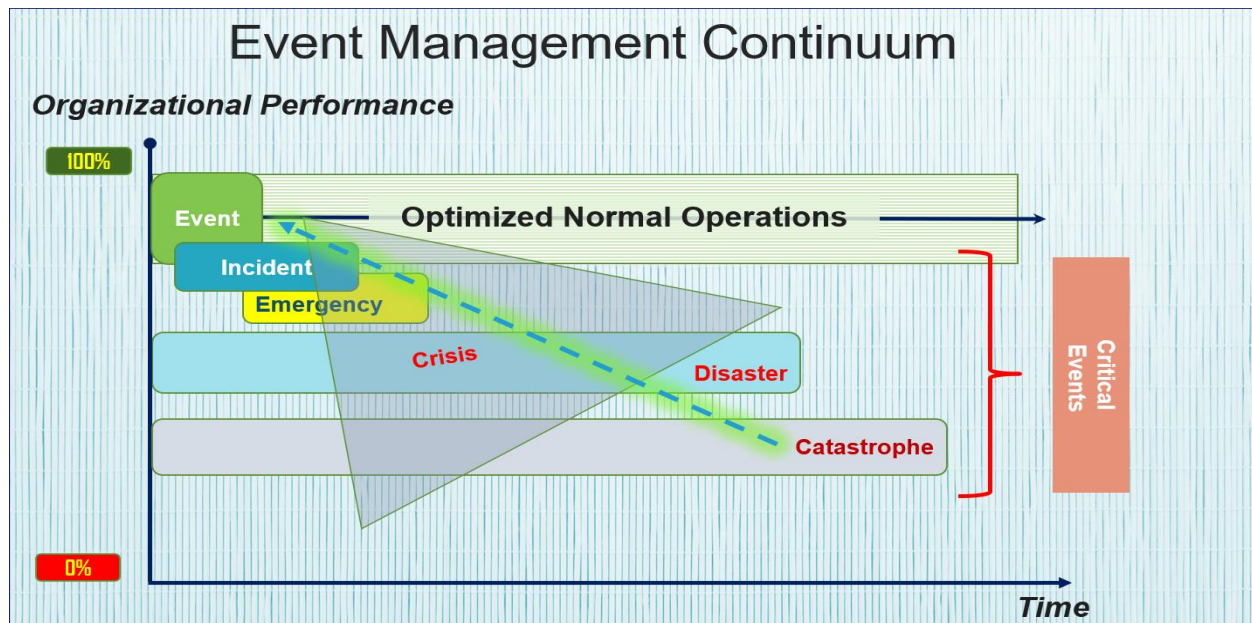 Event Management Continuum
Organizational Performance
100%
Event
Optimized Normal Operations
Incident
Emergency
Crisis
Disaster
Catastrophe
Critical
Events
0%
Time